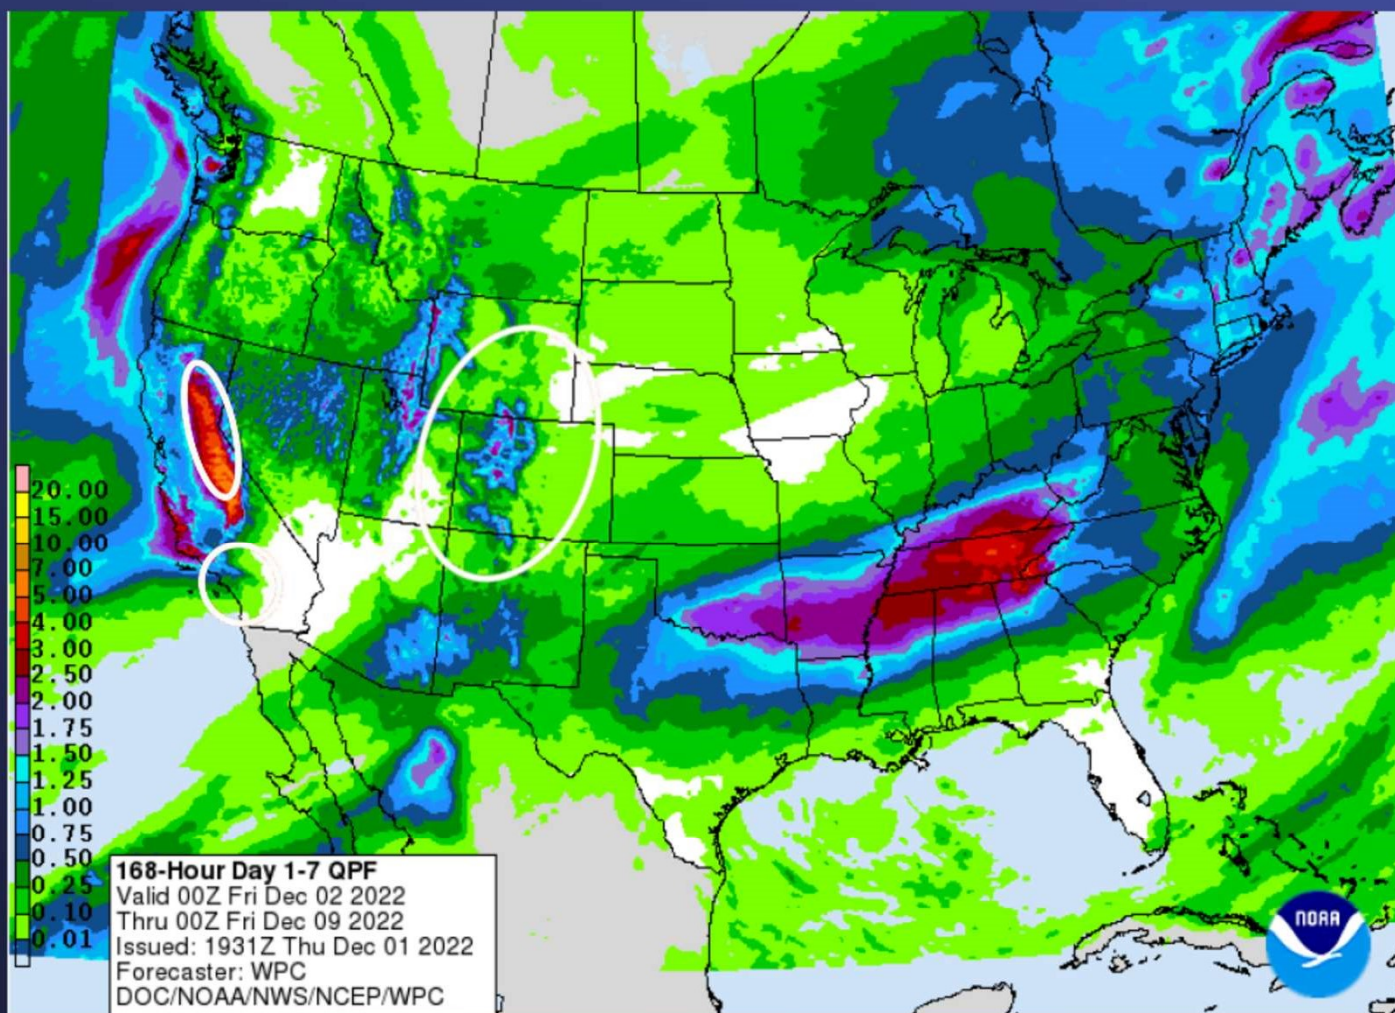 20.00
15.00
10.00
7.00
5.00
4.00
3.00
2.50
2.00
1.75
1.50
1.25
1.00
0.75
0.50
0.25
0.10
0.01
168-Hour Day 1-7 QPF
Valid 00Z Fri Dec 02 2022
Thru 00Z Fri Dec 09 2022
Issued: 1931Z Thu Dec 01 2022
Forecaster: WPC
DOC/NOAA/NWS/NCEP/WPC
NOAA